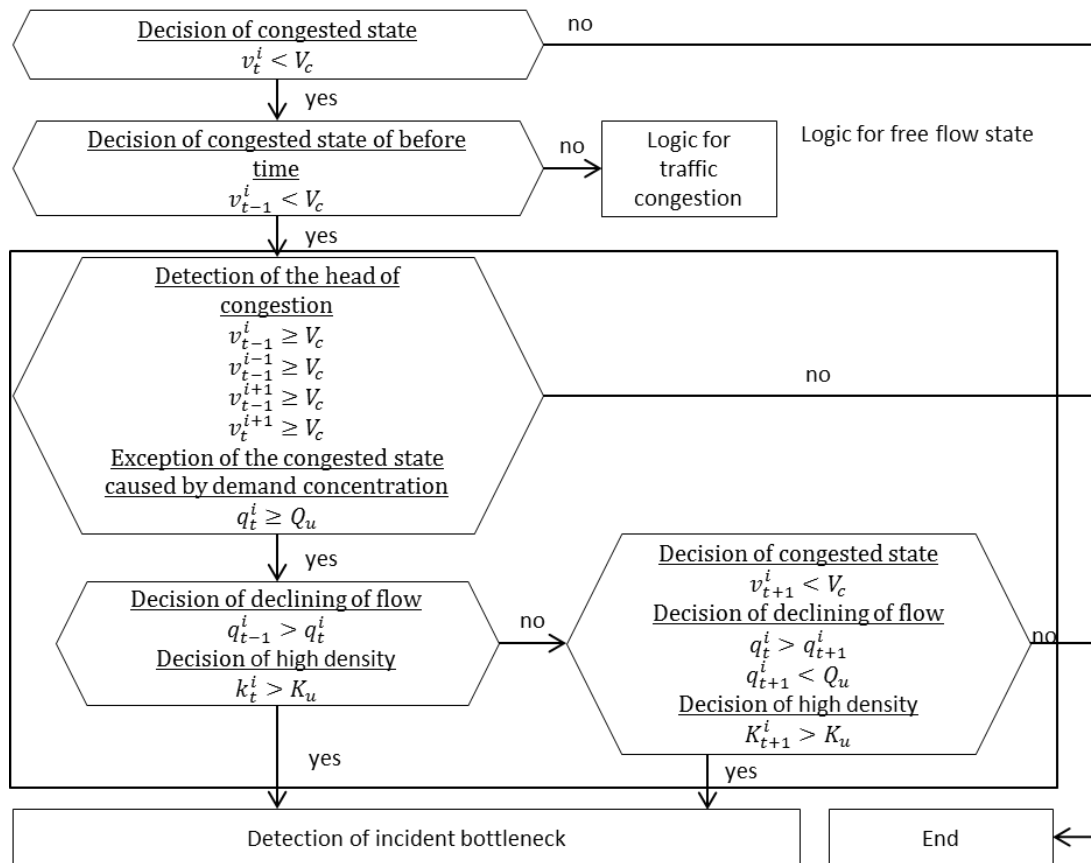 Decision of congested state
no
$v_t^i < V_c$
yes
Decision of congested state of before
time
$v_{t-1}^i < V_c$
no
Logic for
traffic
congestion
Logic for free flow state
yes
Detection of the head of
congestion
$v_{t-1}^i \geq V_c$
$v_{t-1}^{i-1} \geq V_c$
$v_{t-1}^{i+1} \geq V_c$
$v_t^{i+1} \geq V_c$
no
Exception of the congested state
caused by demand concentration
$q_t^i \geq Q_u$
yes
Decision of declining of flow
$q_{t-1}^i > q_t^i$
Decision of high density
$k_t^i > K_u$
no
Decision of congested state
$v_{t+1}^i < V_c$
Decision of declining of flow
$q_t^i > q_{t+1}^i$
$q_{t+1}^i < Q_u$
Decision of high density
$K_{t+1}^i > K_u$
no
yes
yes
Detection of incident bottleneck
End